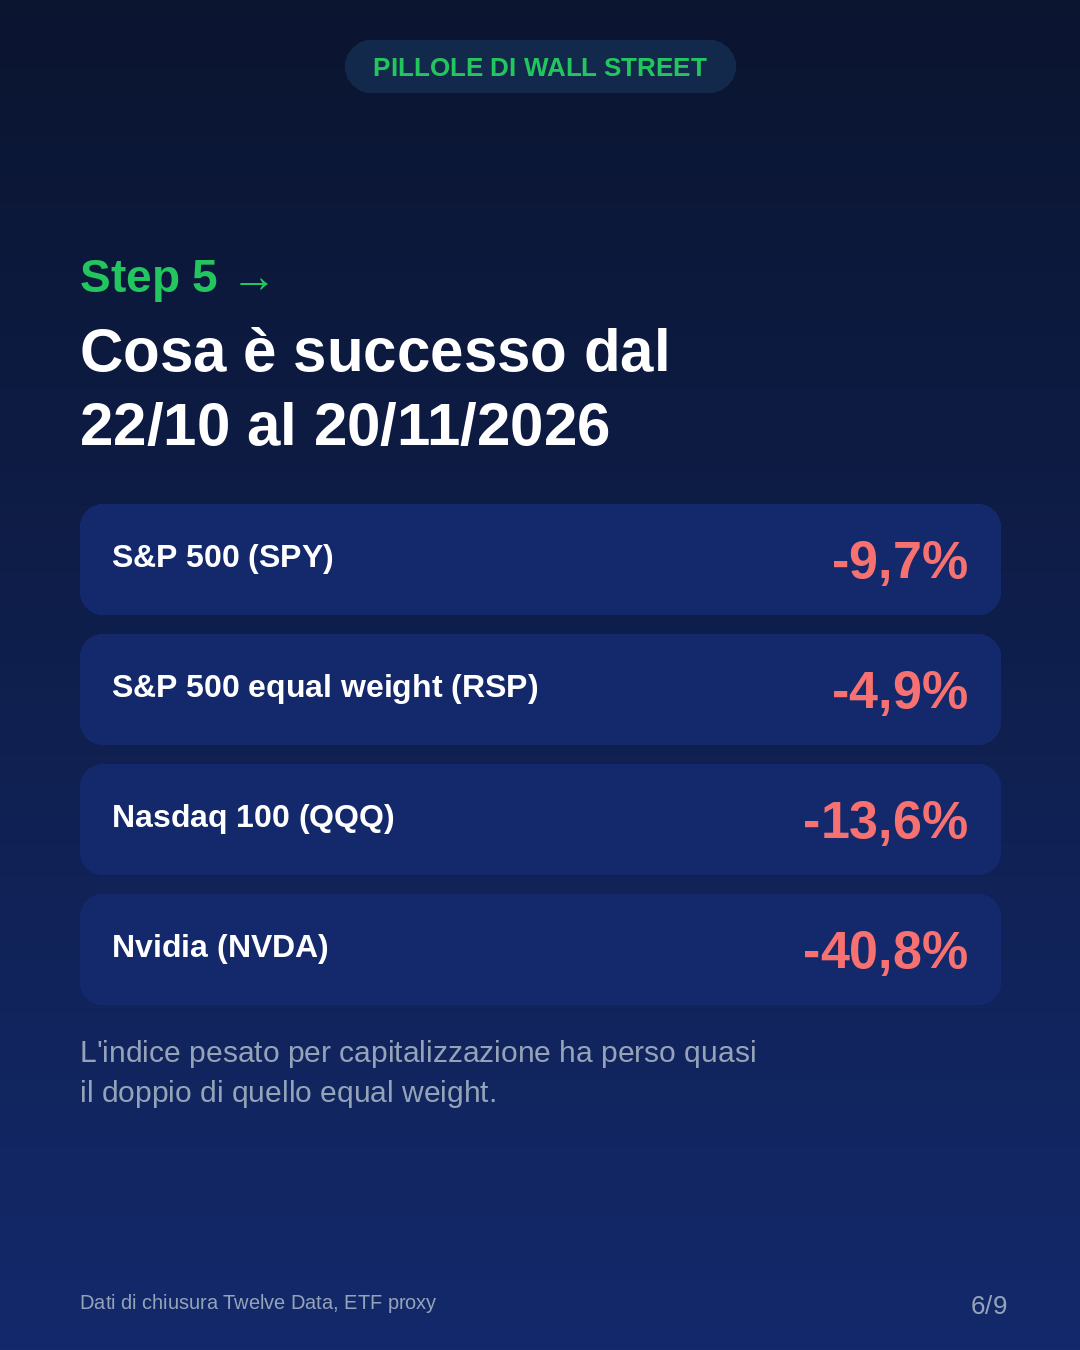 PILLOLE DI WALL STREET
Step 5 →
Cosa è successo dal
22/10 al 20/11/2026
S&P 500 (SPY)
-9,7%
S&P 500 equal weight (RSP)
-4,9%
Nasdaq 100 (QQQ)
-13,6%
Nvidia (NVDA)
-40,8%
L'indice pesato per capitalizzazione ha perso quasi
il doppio di quello equal weight.
Dati di chiusura Twelve Data, ETF proxy
6/9